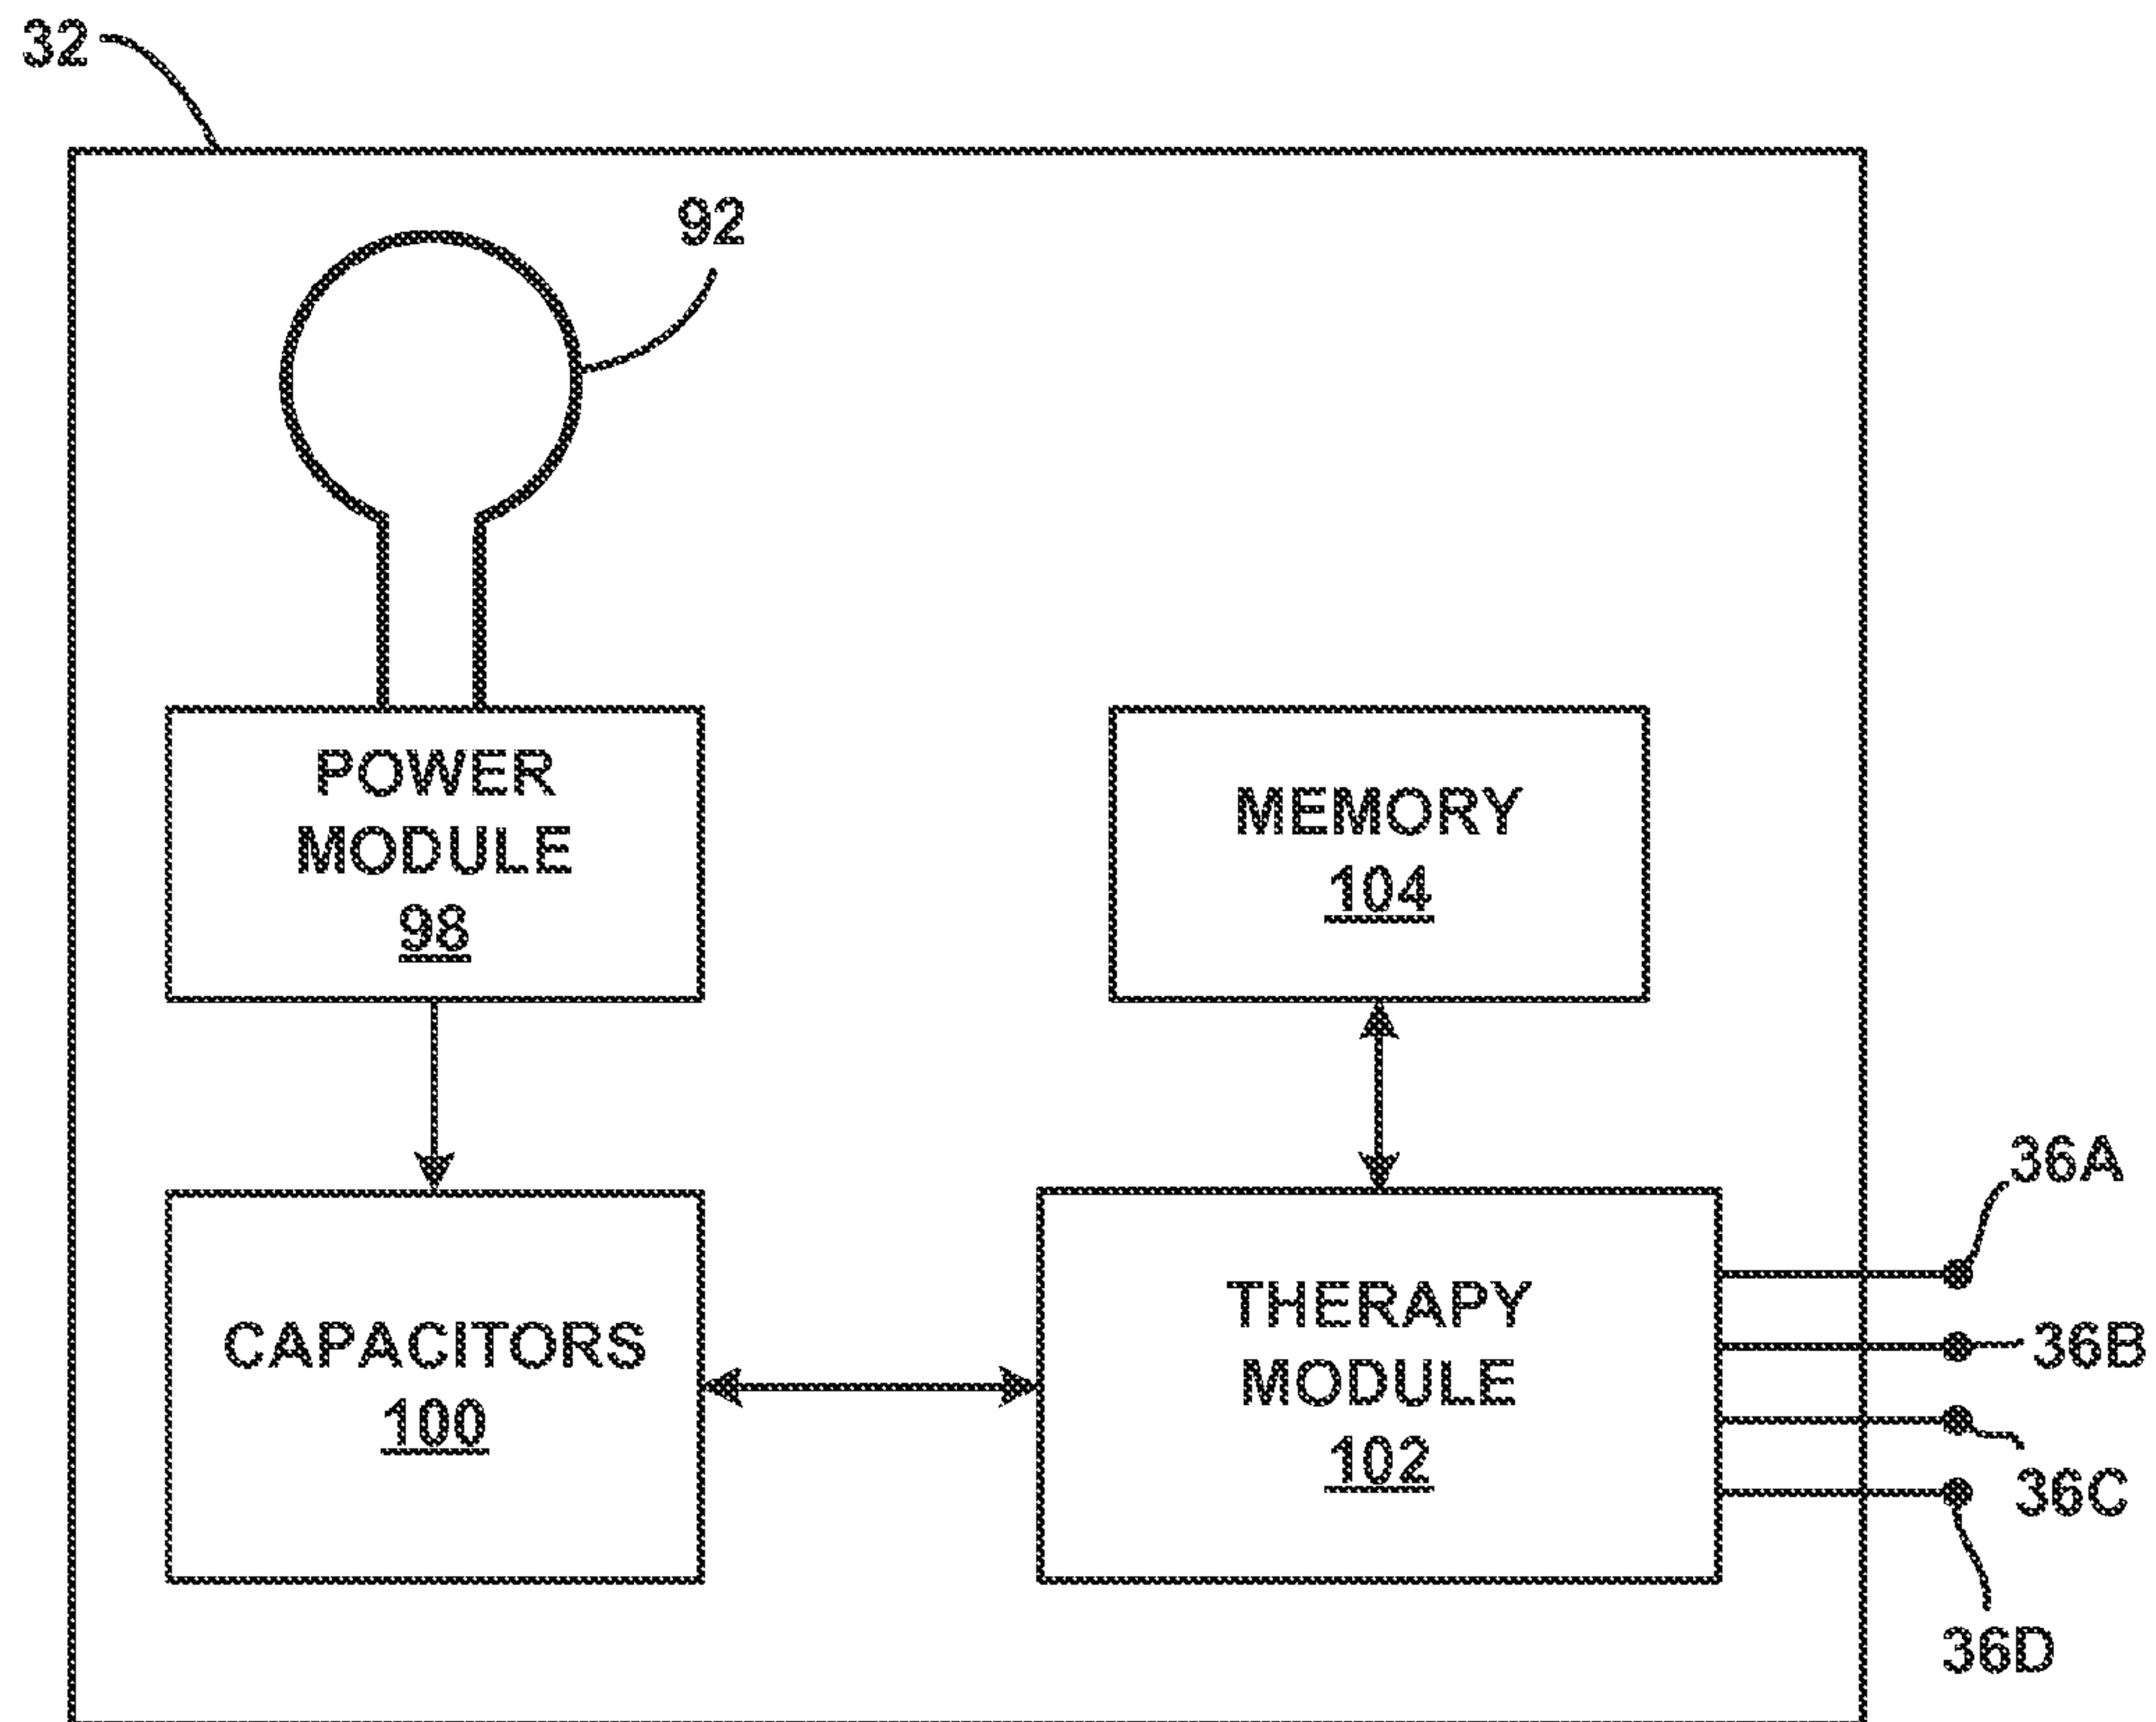 32
92
POWER
MODULE
98
MEMORY
104
CAPACITORS
100
THERAPY
MODULE
102
36A
36B
36C
36D